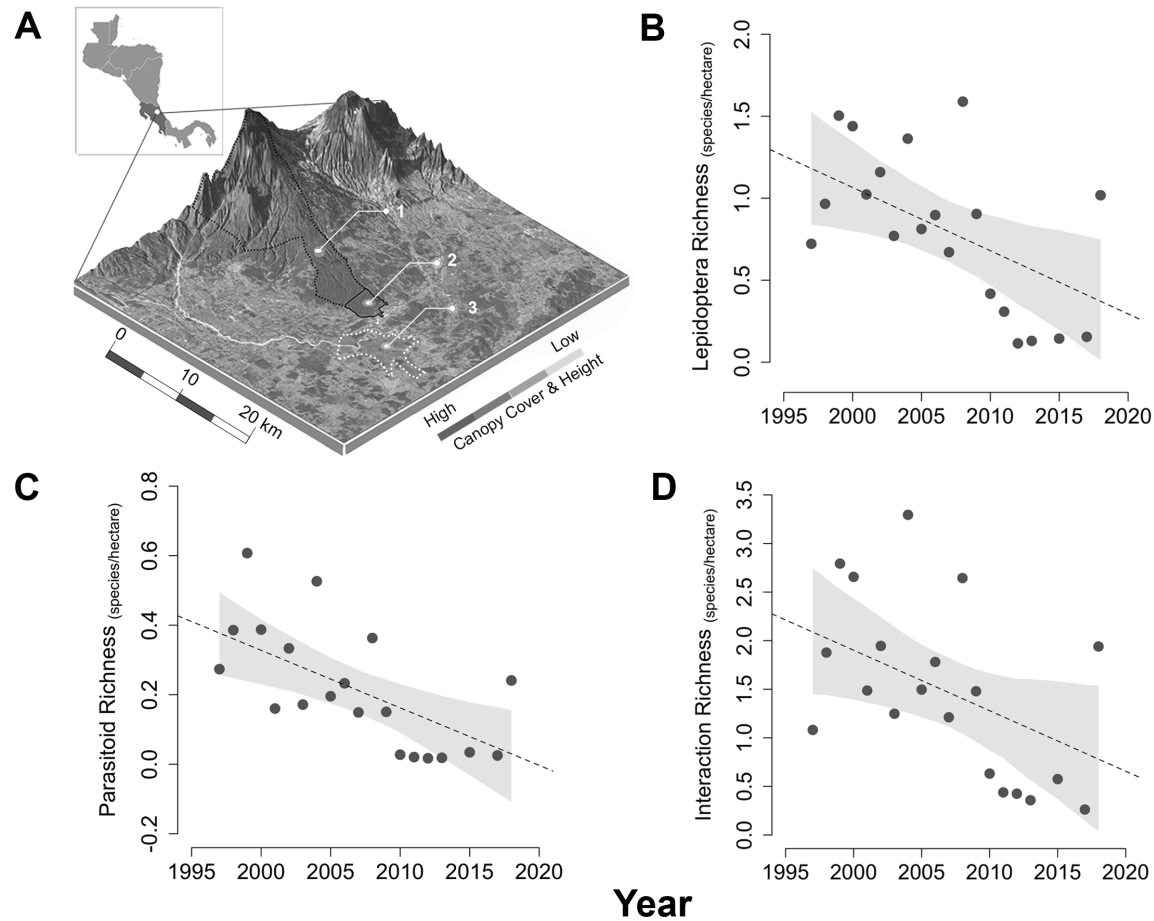 A
1
2
3
0
10
20 km
Low
High
Canopy Cover & Height
B
Lepidoptera Richness (species/hectare)
2.0
1.5
1.0
0.5
0.0
1995 2000 2005 2010 2015 2020
C
Parasitoid Richness (species/hectare)
0.8
0.6
0.4
0.2
0.0
-0.2
1995 2000 2005 2010 2015 2020
D
Interaction Richness (species/hectare)
3.5
3.0
2.5
2.0
1.5
1.0
0.5
0.0
1995 2000 2005 2010 2015 2020
Year